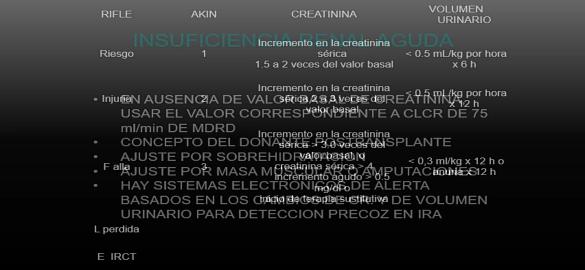 RIFLE AKIN CREATININA VOLUMEN URINARIO
INSUFICIENCIA RENAL AGUDA
Riesgo 1 Incremento en la creatinina sérica 1.5 a 2 veces del valor basal < 0.5 mL/kg por hora x 6 h
Injuria 2 Incremento en la creatinina sérica 2 a 3 veces del valor basal < 0.5 mL/kg por hora x 12 h
F alla 3 Incremento en la creatinina sérica > 3.0 veces del valor basal, o creatinina sérica > 4 incremento agudo > 0.5 mg/dl o inicio de terapia sustitutiva < 0,3 ml/kg x 12 h o anuria x 12 h
• EN AUSENCIA DE VALOR BASAL DE CREATININA
USAR EL VALOR CORRESPONDIENTE A CLCR DE 75
ml/min DE MDRD
• CONCEPTO DEL DONANTE POSTRANSPLANTE
• AJUSTE POR SOBREHIDRATACION
• AJUSTE POR MASA MUSCULAR O AMPUTACIONES
• HAY SISTEMAS ELECTRONICOS DE ALERTA
BASADOS EN LOS CAMBIOS DE CR Y DE VOLUMEN
URINARIO PARA DETECCION PRECOZ EN IRA
L perdida
E IRCT